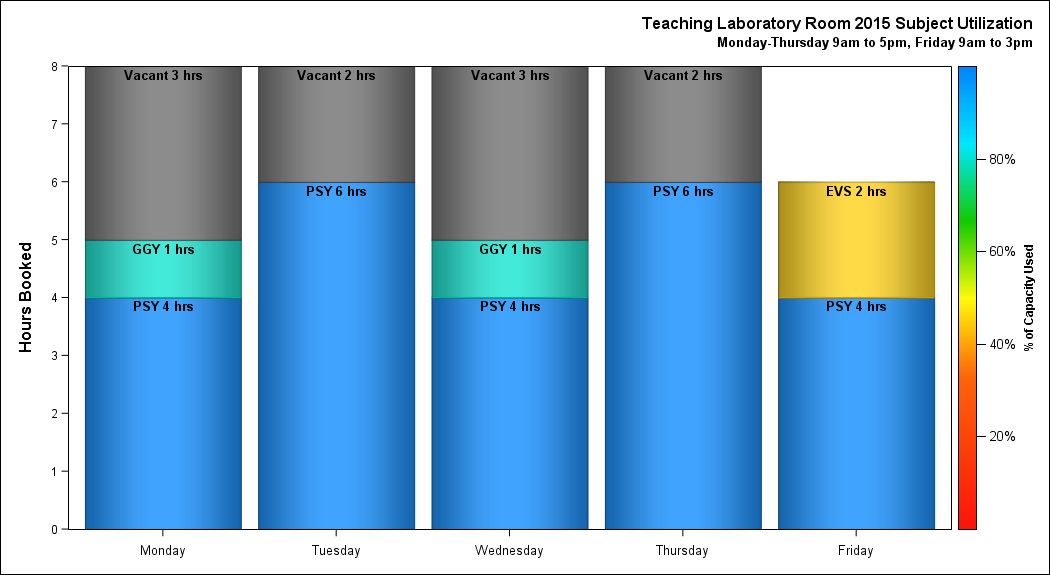 Teaching Laboratory Room 2015 Subject Utilization
Monday-Thursday 9am to 5pm, Friday 9am to 3pm
Hours Booked
8
7
6
5
4
3
2
1
0
Vacant 3 hrs
GGY 1 hrs
PSY 4 hrs
Vacant 2 hrs
PSY 6 hrs
Vacant 3 hrs
GGY 1 hrs
PSY 4 hrs
Vacant 2 hrs
PSY 6 hrs
EVS 2 hrs
PSY 4 hrs
Monday
Tuesday
Wednesday
Thursday
Friday
80%
60%
40%
20%
% of Capacity Used